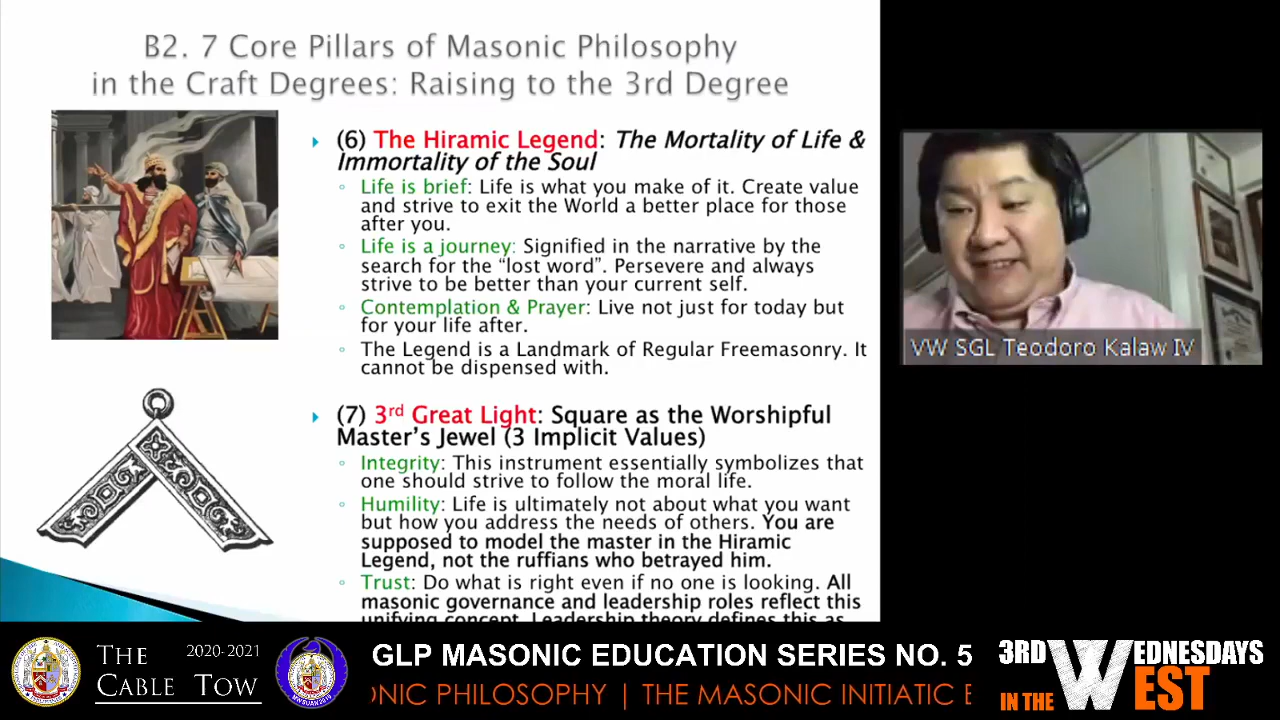 B2. 7 Core Pillars of Masonic Philosophy
in the Craft Degrees: Raising to the 3rd Degree
(6) The Hiramic Legend: The Mortality of Life &
Immortality of the Soul
Life is brief: Life is what you make of it. Create value
and strive to exit the World a better place for those
after you.
Life is a journey: Signified in the narrative by the
search for the “lost word”. Persevere and always
strive to be better than your current self.
Contemplation & Prayer: Live not just for today but
for your life after.
The Legend is a Landmark of Regular Freemasonry. It
cannot be dispensed with.
(7) 3rd Great Light: Square as the Worshipful
Master’s Jewel (3 Implicit Values)
Integrity: This instrument essentially symbolizes that
one should strive to follow the moral life.
Humility: Life is ultimately not about what you want
but how you address the needs of others. You are
supposed to model the master in the Hiramic
Legend, not the ruffians who betrayed him.
Trust: Do what is right even if no one is looking. All
masonic governance and leadership roles reflect this
unifying concept. Leadership theory defines this as
VW SGL Teodoro Kalaw IV
THE 2020-2021
CABLE TOW
GLP MASONIC EDUCATION SERIES NO. 5
ONIC PHILOSOPHY | THE MASONIC INITIATIC E
3RD WEDNESDAYS
IN THE WEST